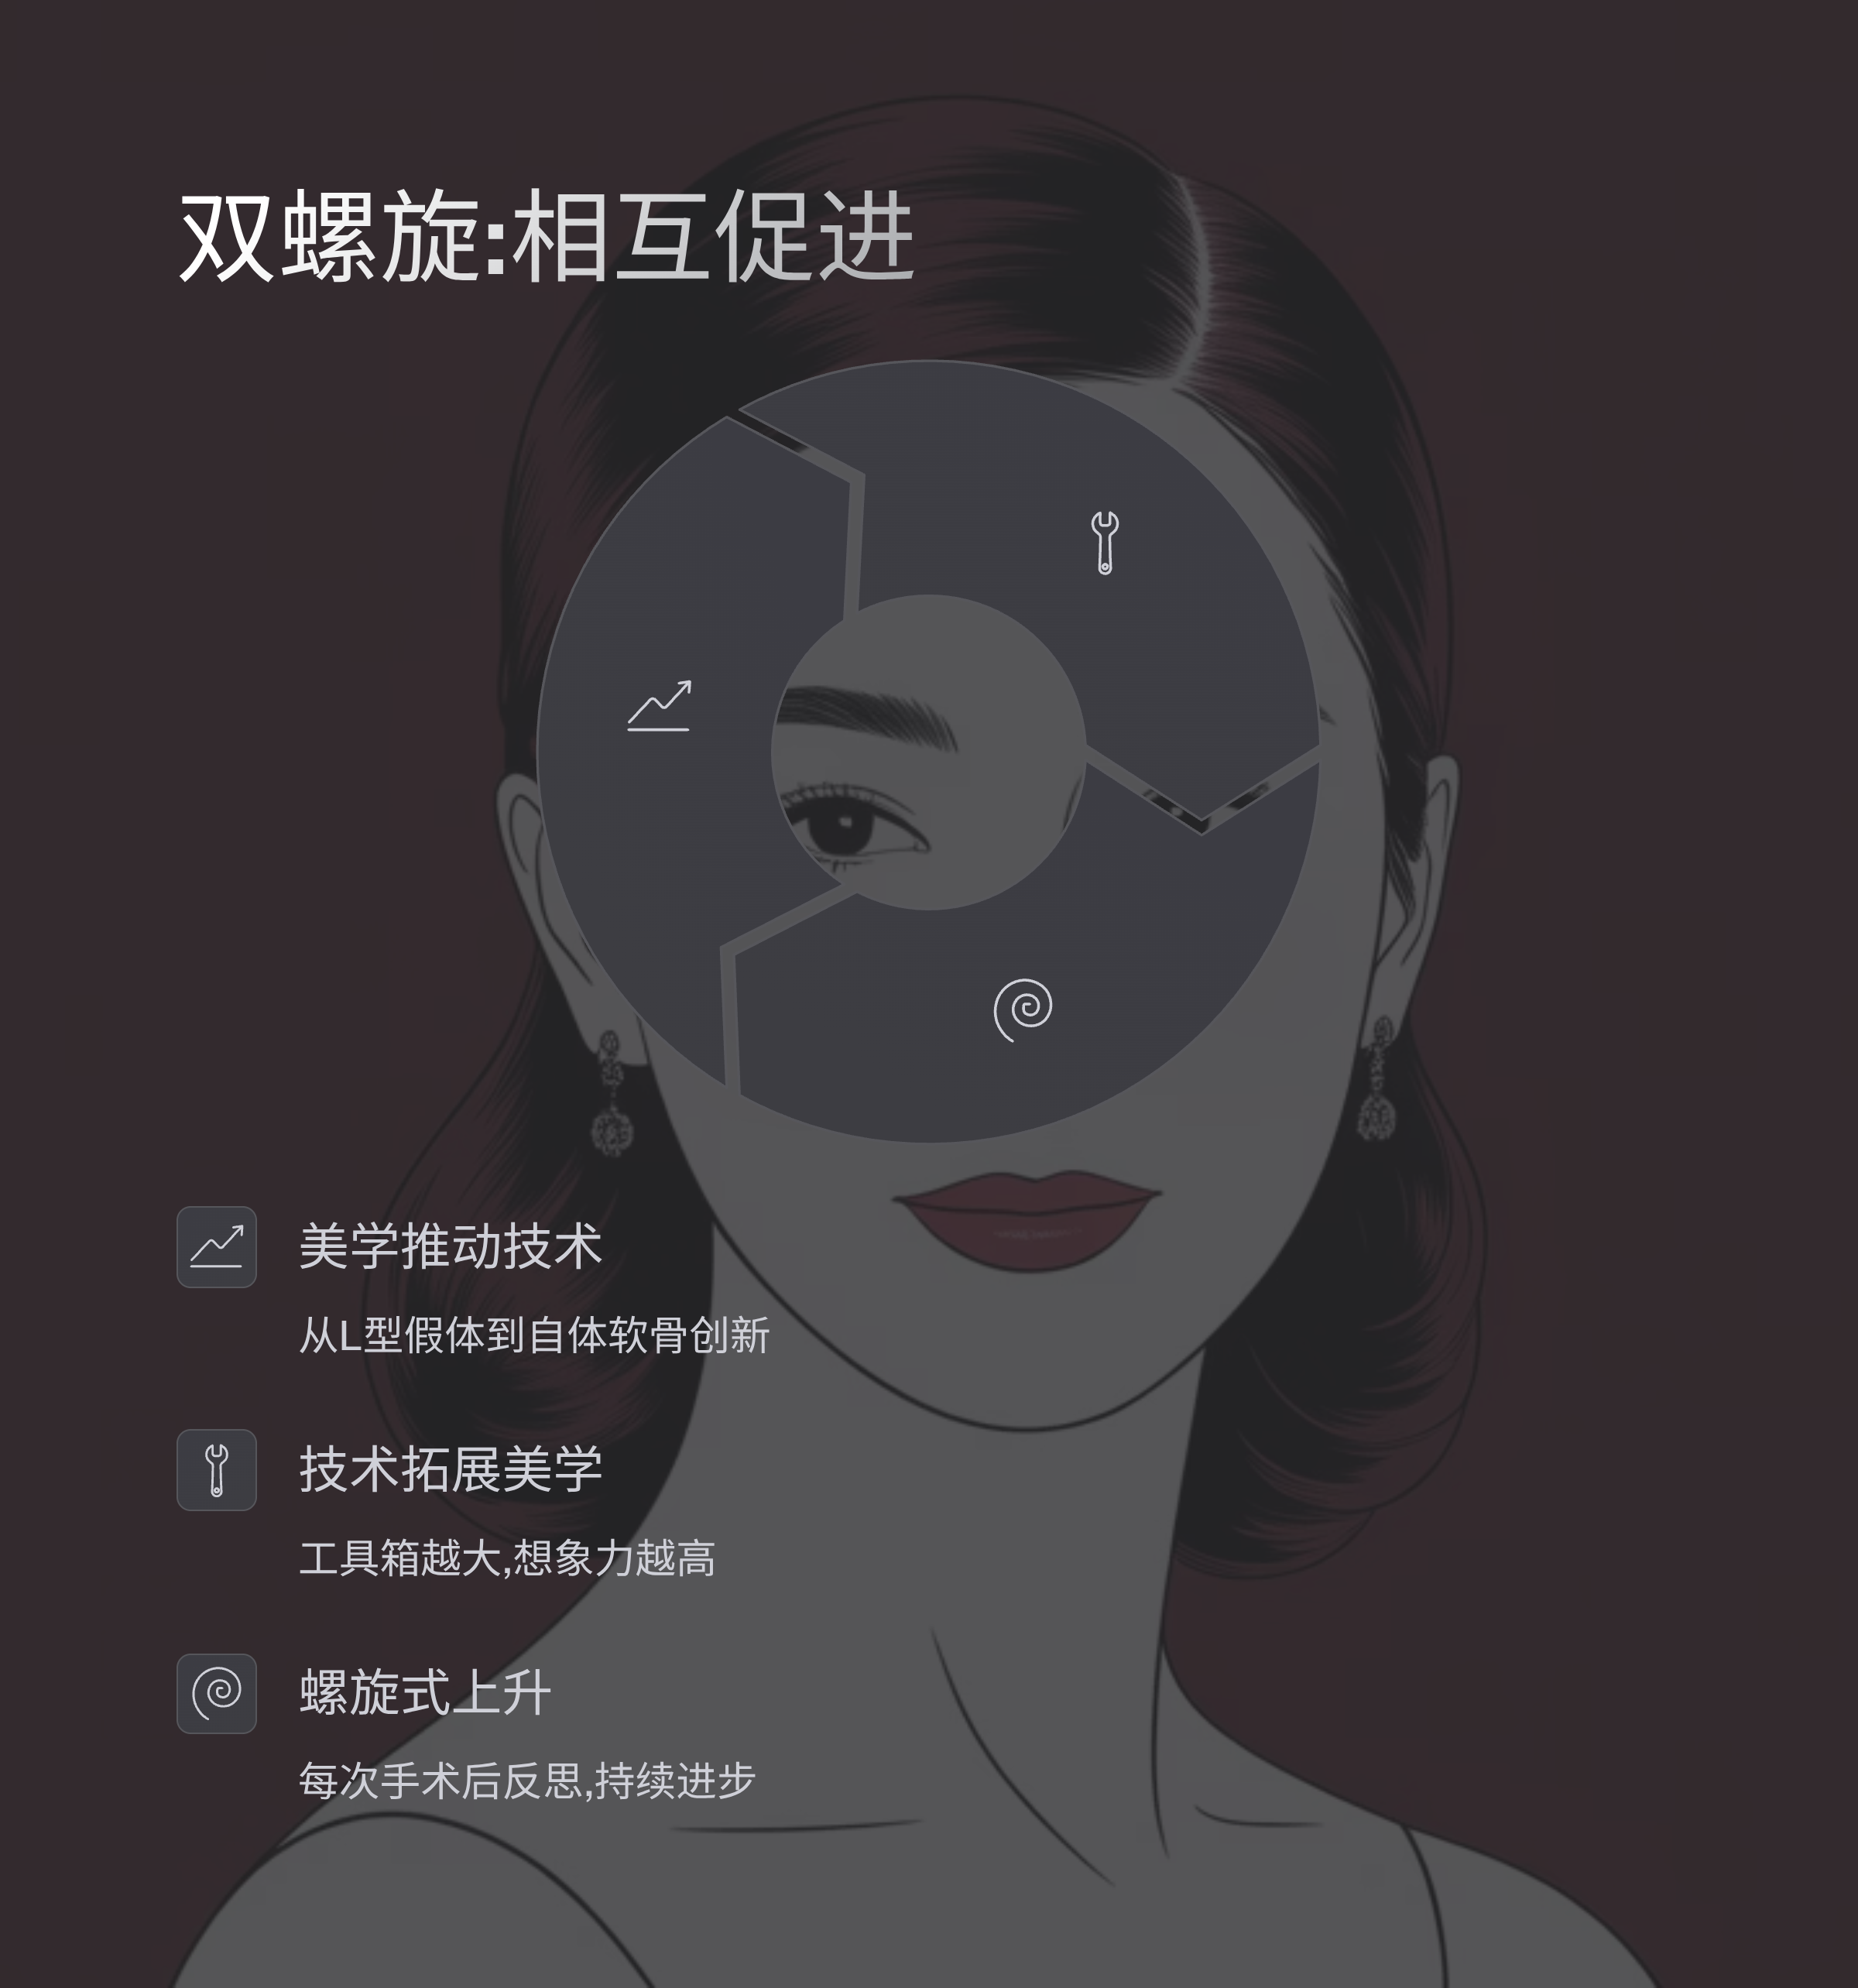 双螺旋:相互促进
美学推动技术
从L型假体到自体软骨创新
技术拓展美学
工具箱越大,想象力越高
螺旋式上升
每次手术后反思,持续进步